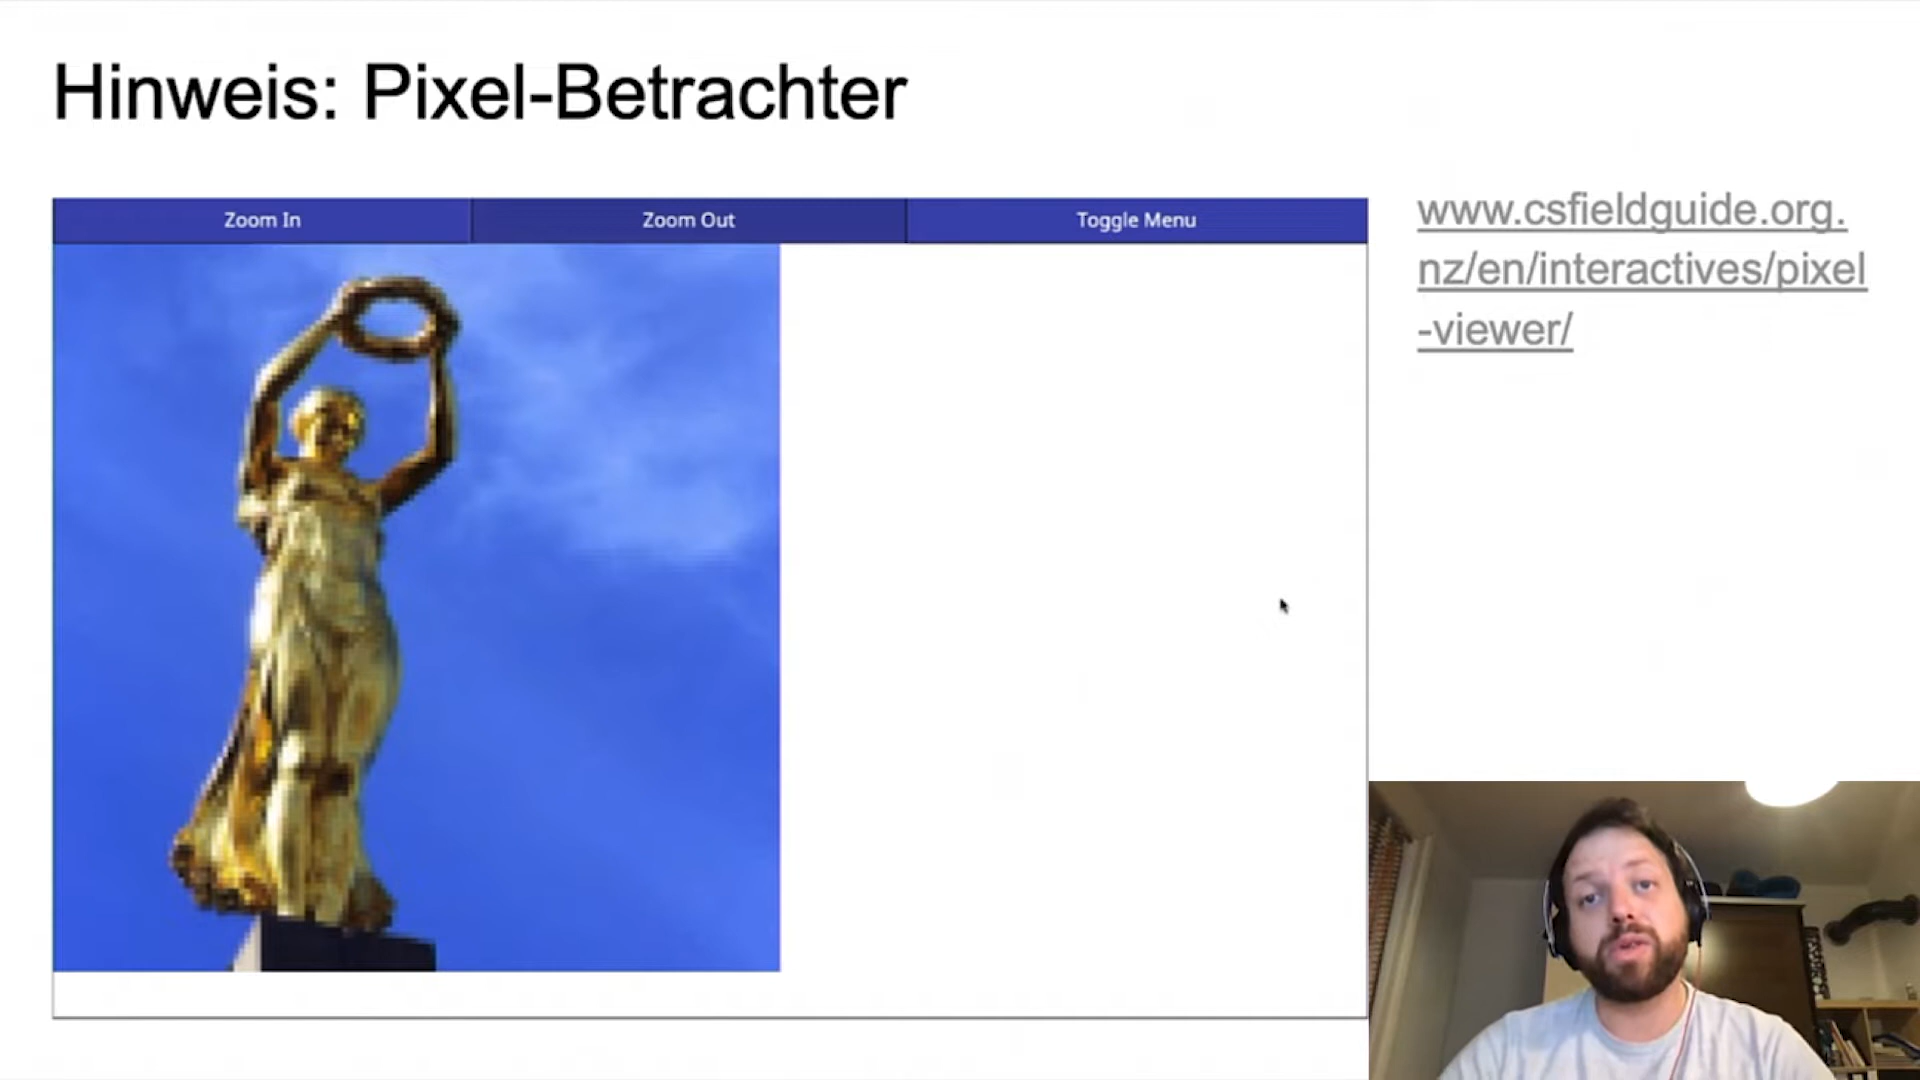 Hinweis: Pixel-Betrachter
Zoom In
Zoom Out
Toggle Menu
www.csfieldguide.org.
nz/en/interactives/pixel
-viewer/